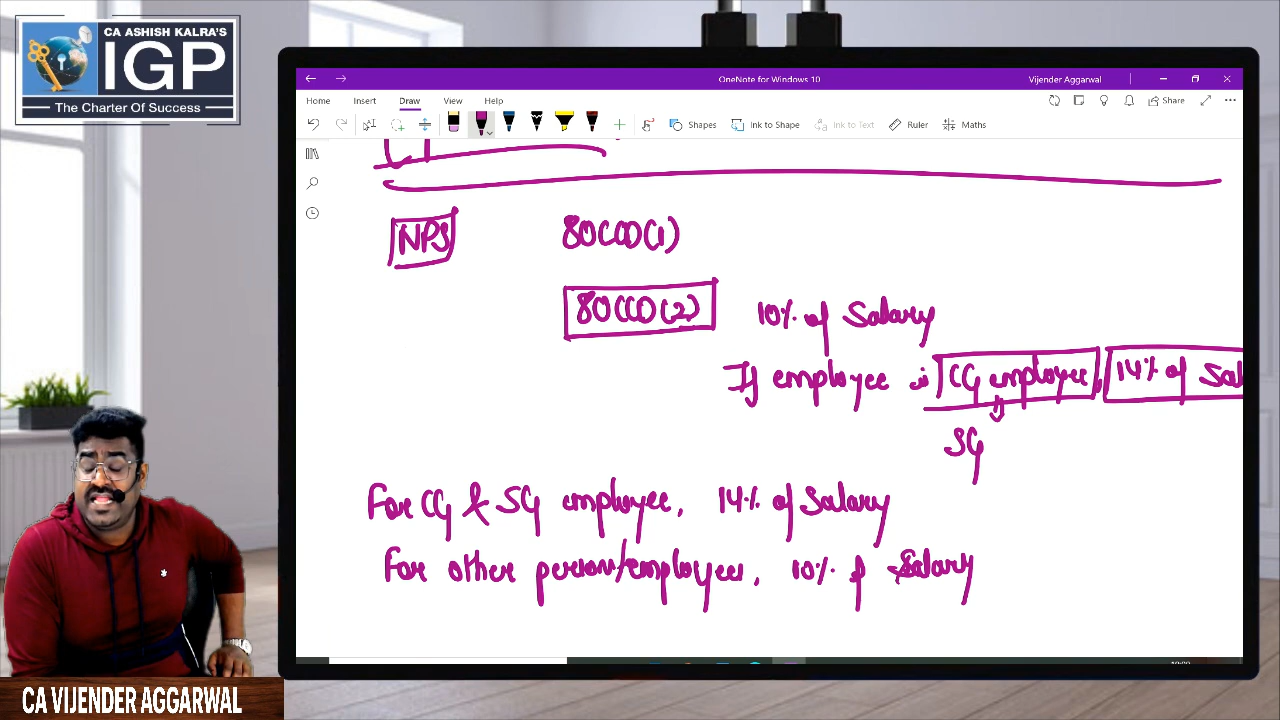 CA ASHISH KALRA'S
IGP
The Charter Of Success
OneNote for Windows 10
Vijender Aggarwal
Home Insert Draw View Help
Share
Shapes Ink to Shape Ink to Text Ruler Maths
NPS 80CCD(1)
80CCD(2) 10% of Salary
If employee is CG employee, 14% of Sal
SG
For CG & SG employee, 14% of Salary
For other person/employees, 10% of Salary
CA VIJENDER AGGARWAL